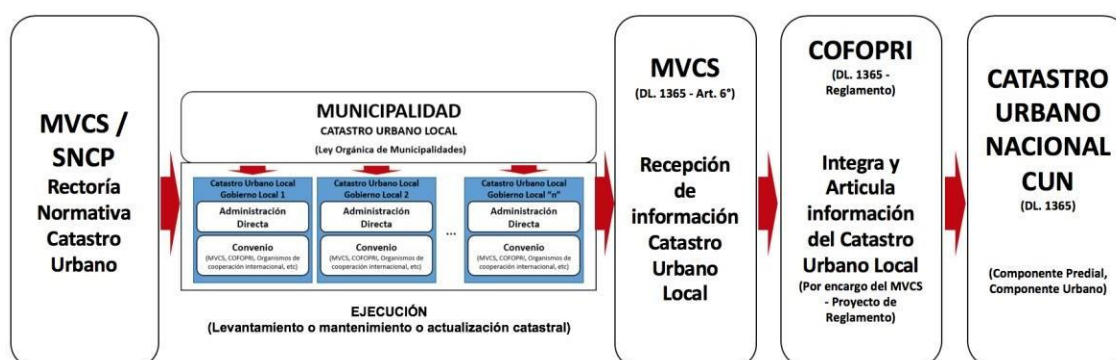 MVCS /
SNCP
Rectoría
Normativa
Catastro
Urbano
MUNICIPALIDAD
CATASTRO URBANO LOCAL
(Ley Orgánica de Municipalidades)
Catastro Urbano Local
Gobierno Local 1
Administración
Directa
Convenio
(MVCS, COFOPRI, Organismos de
cooperación internacional, etc)
Catastro Urbano Local
Gobierno Local 2
Administración
Directa
Convenio
(MVCS, COFOPRI, Organismos de
cooperación internacional, etc)
...
Catastro Urbano Local
Gobierno Local "n"
Administración
Directa
Convenio
(MVCS, COFOPRI, Organismos de
cooperación internacional, etc)
EJECUCIÓN
(Levantamiento o mantenimiento o actualización catastral)
MVCS
(DL. 1365 - Art. 6°)
Recepción
de
información
Catastro
Urbano
Local
COFOPRI
(DL. 1365 -
Reglamento)
Integra y
Articula
información
del Catastro
Urbano Local
(Por encargo del MVCS
- Proyecto de
Reglamento)
CATASTRO
URBANO
NACIONAL
CUN
(DL. 1365)
(Componente Predial,
Componente Urbano)